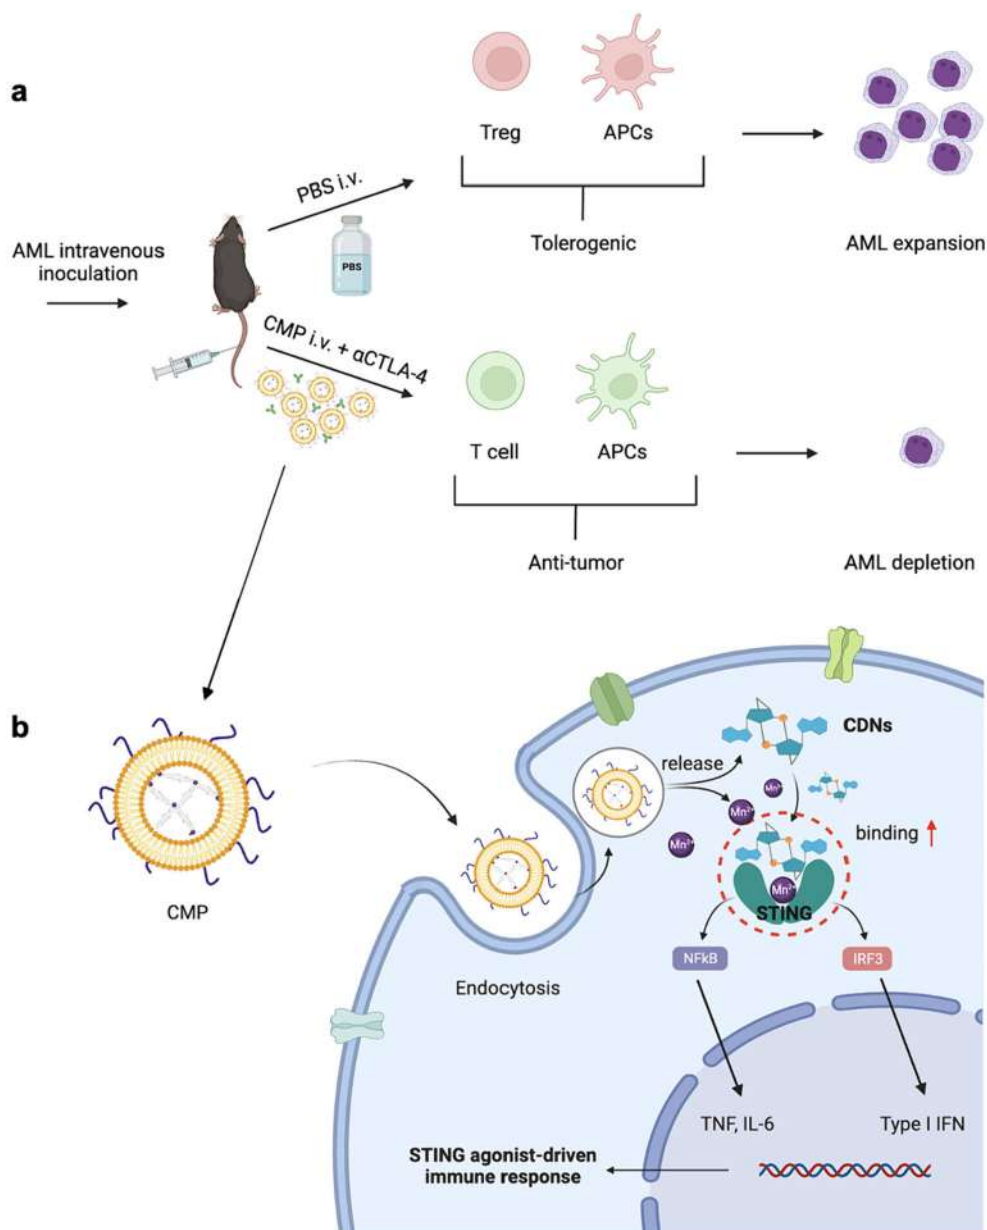 a
Treg
APCs
PBS i.v.
Tolerogenic
AML expansion
AML intravenous
inoculation
PBS
CMP i.v. + αCTLA-4
T cell
APCs
Anti-tumor
AML depletion
b
CMP
Endocytosis
release
CDNs
Mn²⁺
Mn²⁺
Mn²⁺
binding
Mn²⁺
STING
NFkB
IRF3
TNF, IL-6
Type I IFN
STING agonist-driven
immune response